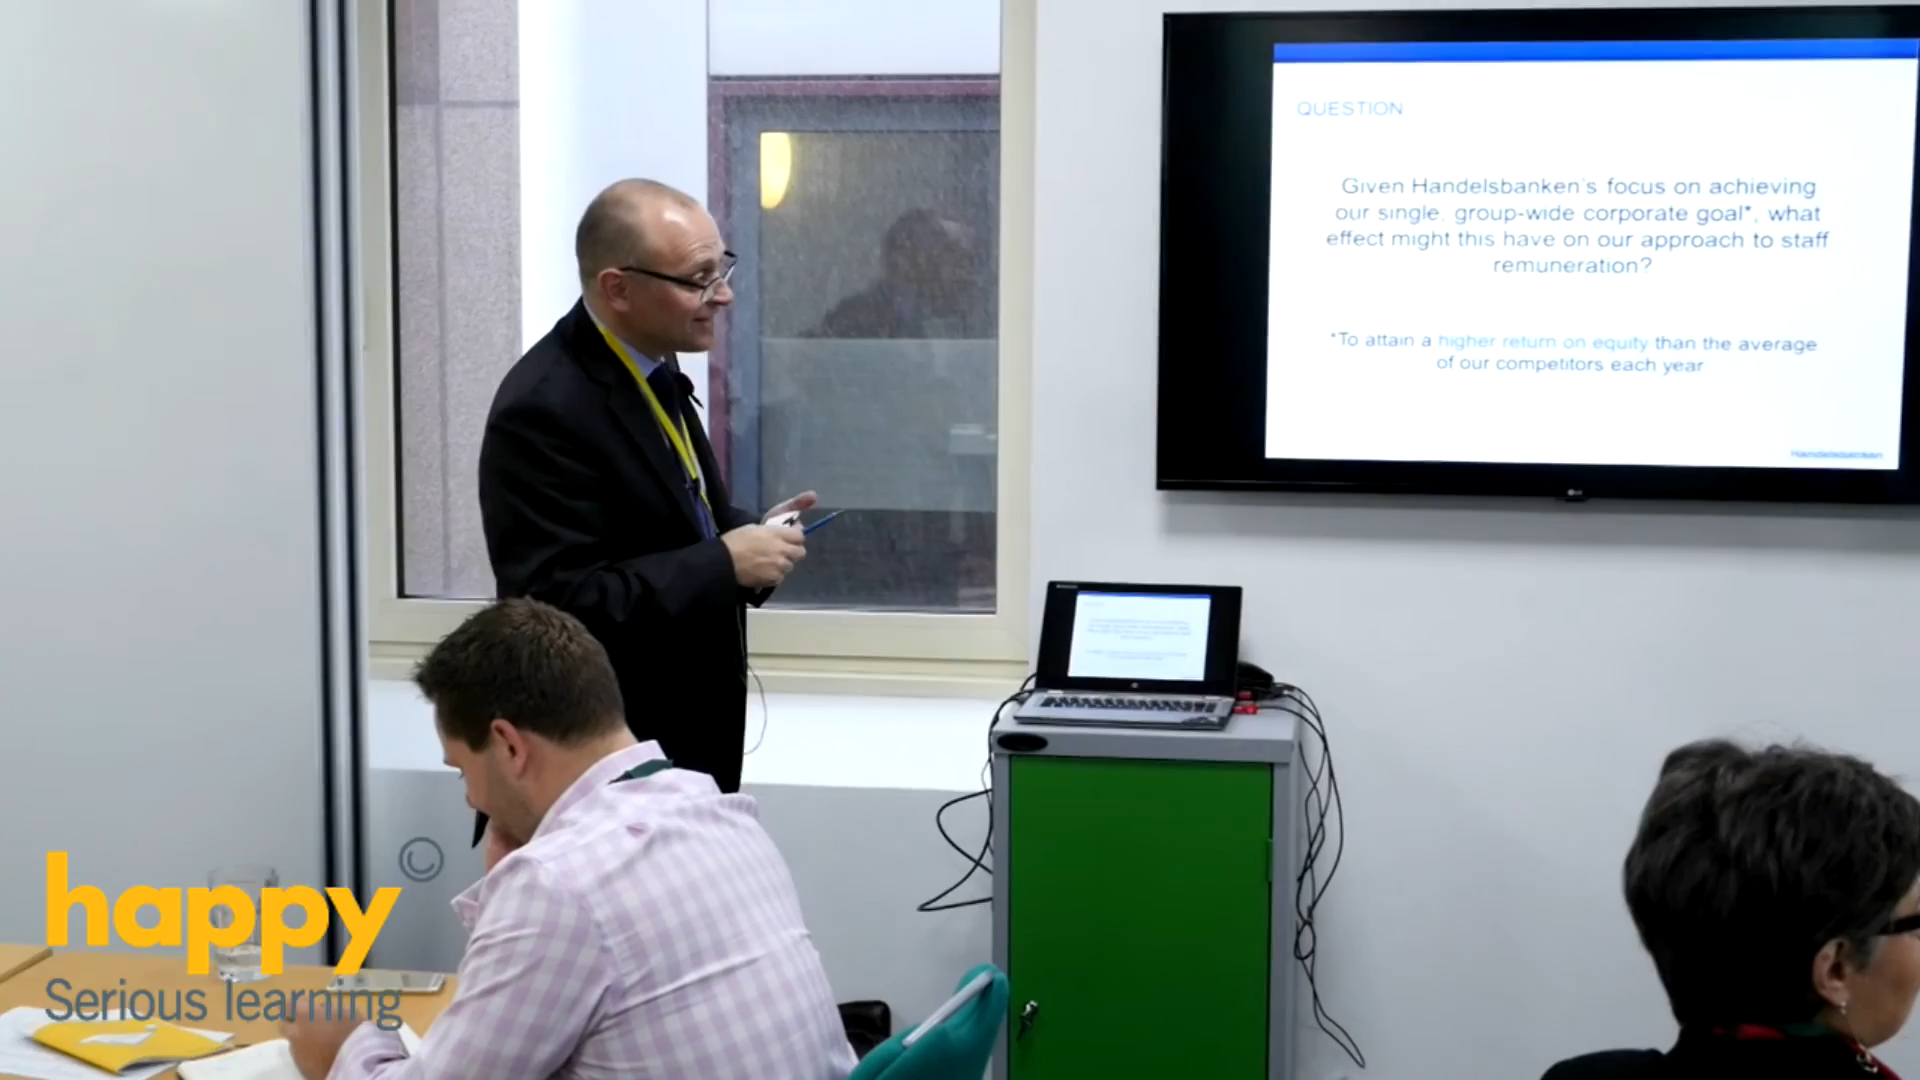 QUESTION
Given Handelsbanken's focus on achieving
our single, group-wide corporate goal*, what
effect might this have on our approach to staff
remuneration?
*To attain a higher return on equity than the average
of our competitors each year
Handelsbanken
LG
happy
Serious learning